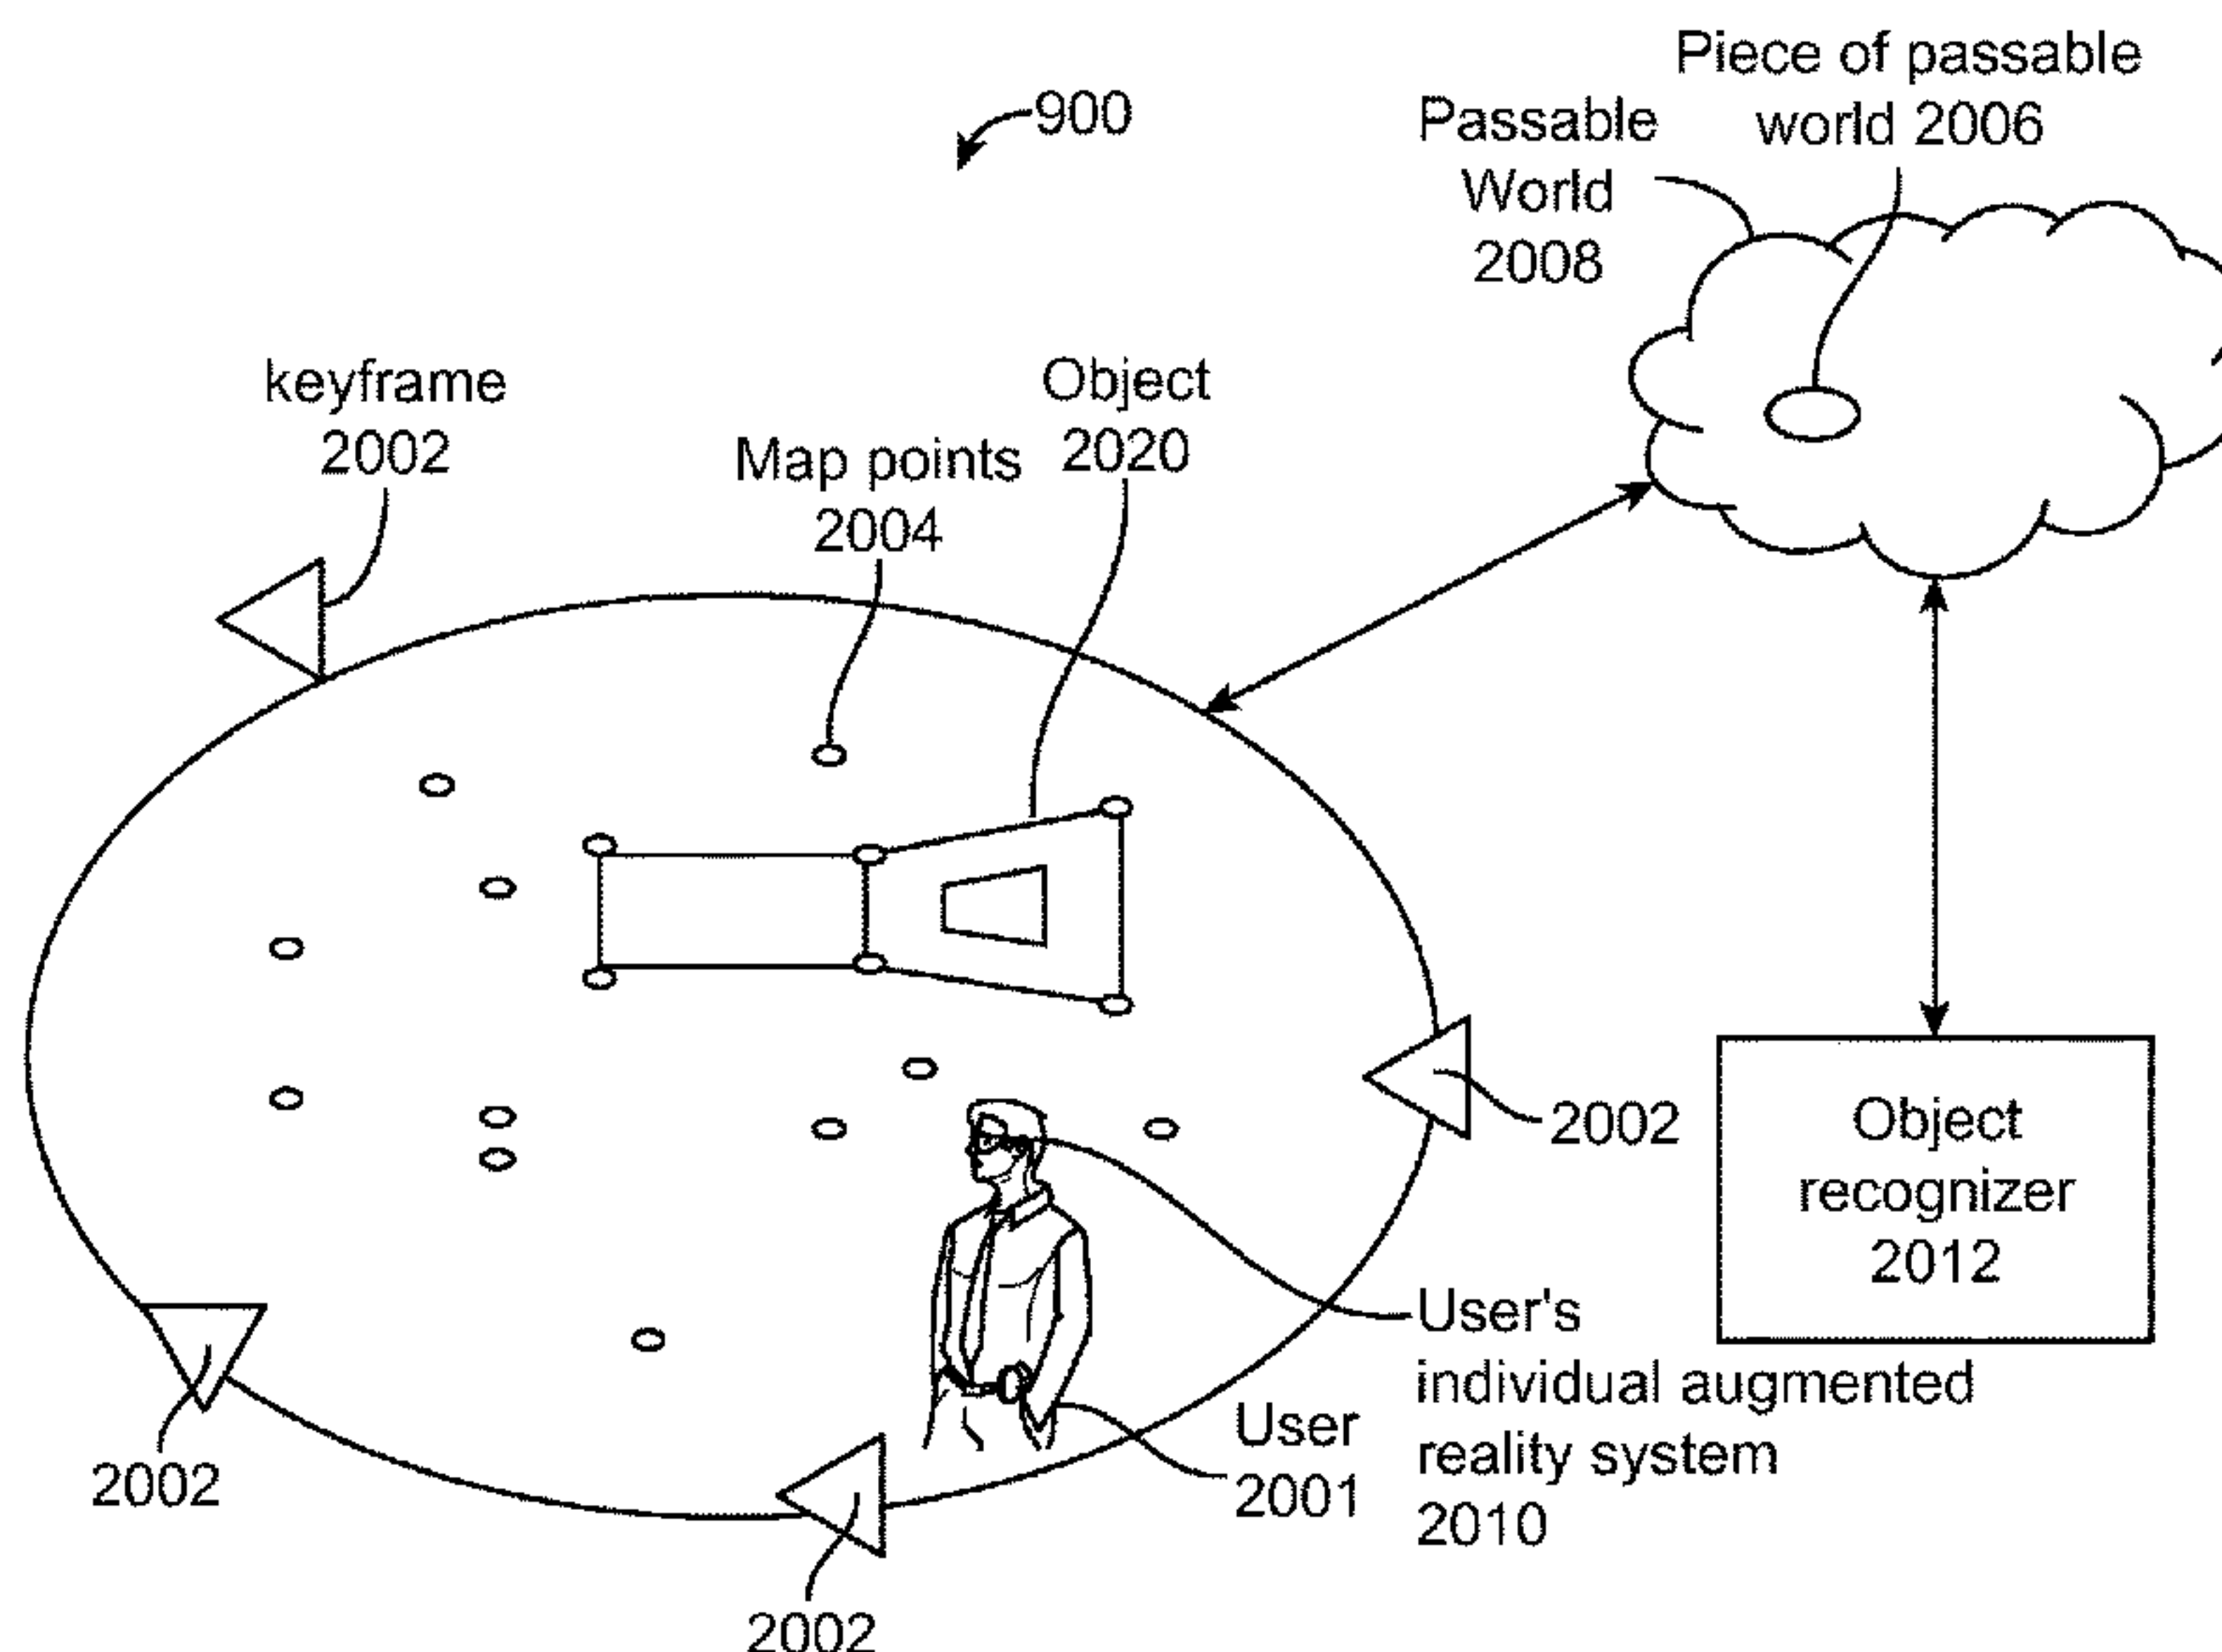 900
Piece of passable
world 2006
Passable
World
2008
keyframe
2002
Map points
2004
Object
2020
2002
Object
recognizer
2012
User's
individual augmented
reality system
2010
User
2001
2002
2002